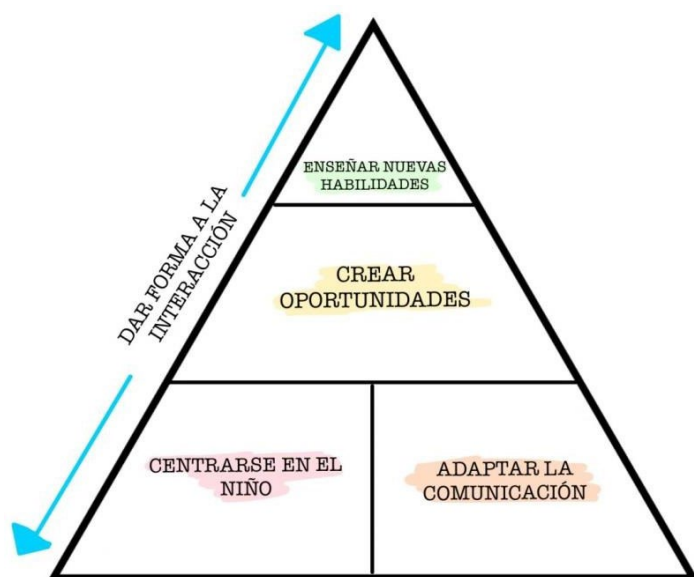 DAR FORMA A LA
INTERACCIÓN
ENSEÑAR NUEVAS
HABILIDADES
CREAR
OPORTUNIDADES
CENTRARSE EN EL
NIÑO
ADAPTAR LA
COMUNICACIÓN